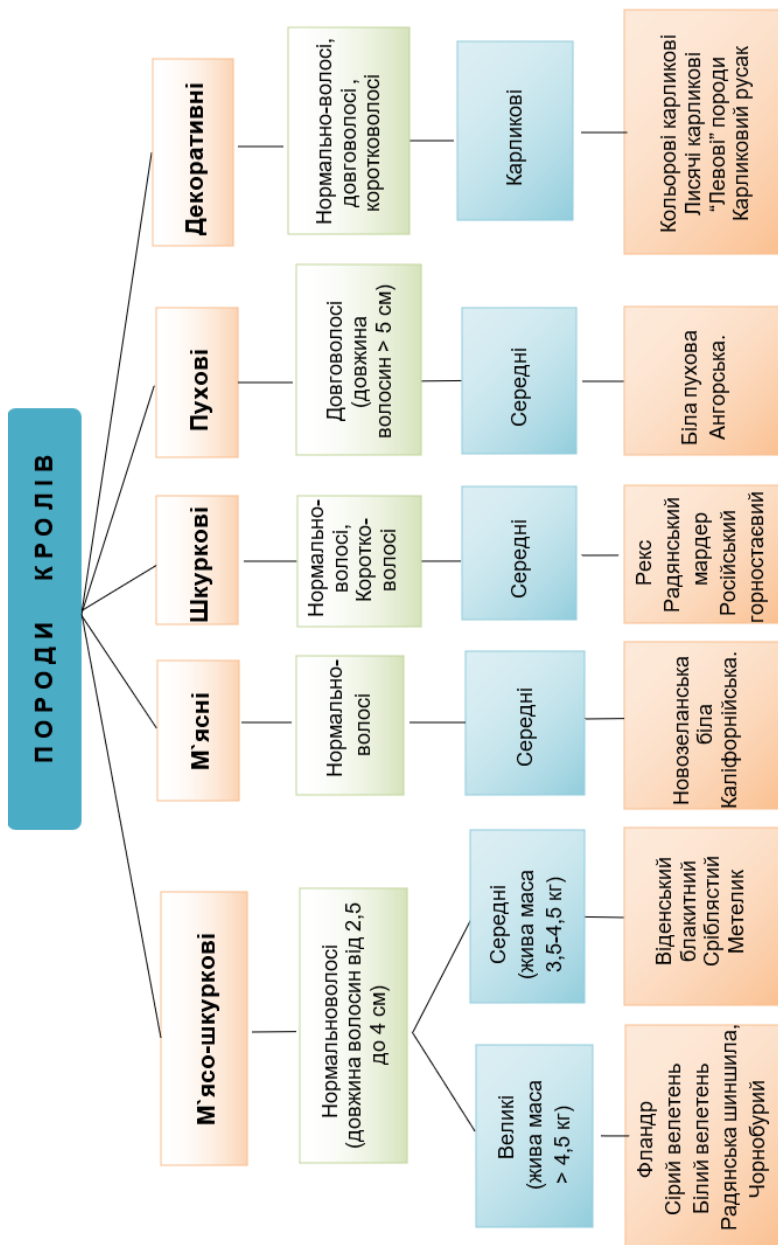 ПОРОДИ КРОЛІВ
М`ясо-шкуркові
М`ясні
Шкуркові
Пухові
Декоративні
Нормальноволосі
(довжина волосин від 2,5
до 4 см)
Нормально-
волосі
Нормально-
волосі,
Коротко-
волосі
Довговолосі
(довжина
волосин > 5 см)
Нормально-волосі,
довговолосі ,
коротковолосі
Великі
(жива маса
> 4,5 кг)
Середні
(жива маса
3,5-4,5 кг)
Середні
Середні
Середні
Карликові
Фландр
Сірий велетень
Білий велетень
Радянська шиншила,
Чорнобурий
Віденський
блакитний
Сріблястий
Метелик
Новозеланська
біла
Каліфорнійська.
Рекс
Радянський
мардер
Російський
горностаєвий
Біла пухова
Ангорська.
Кольорові карликові
Лисячі карликові
“Левові” породи
Карликовий русак